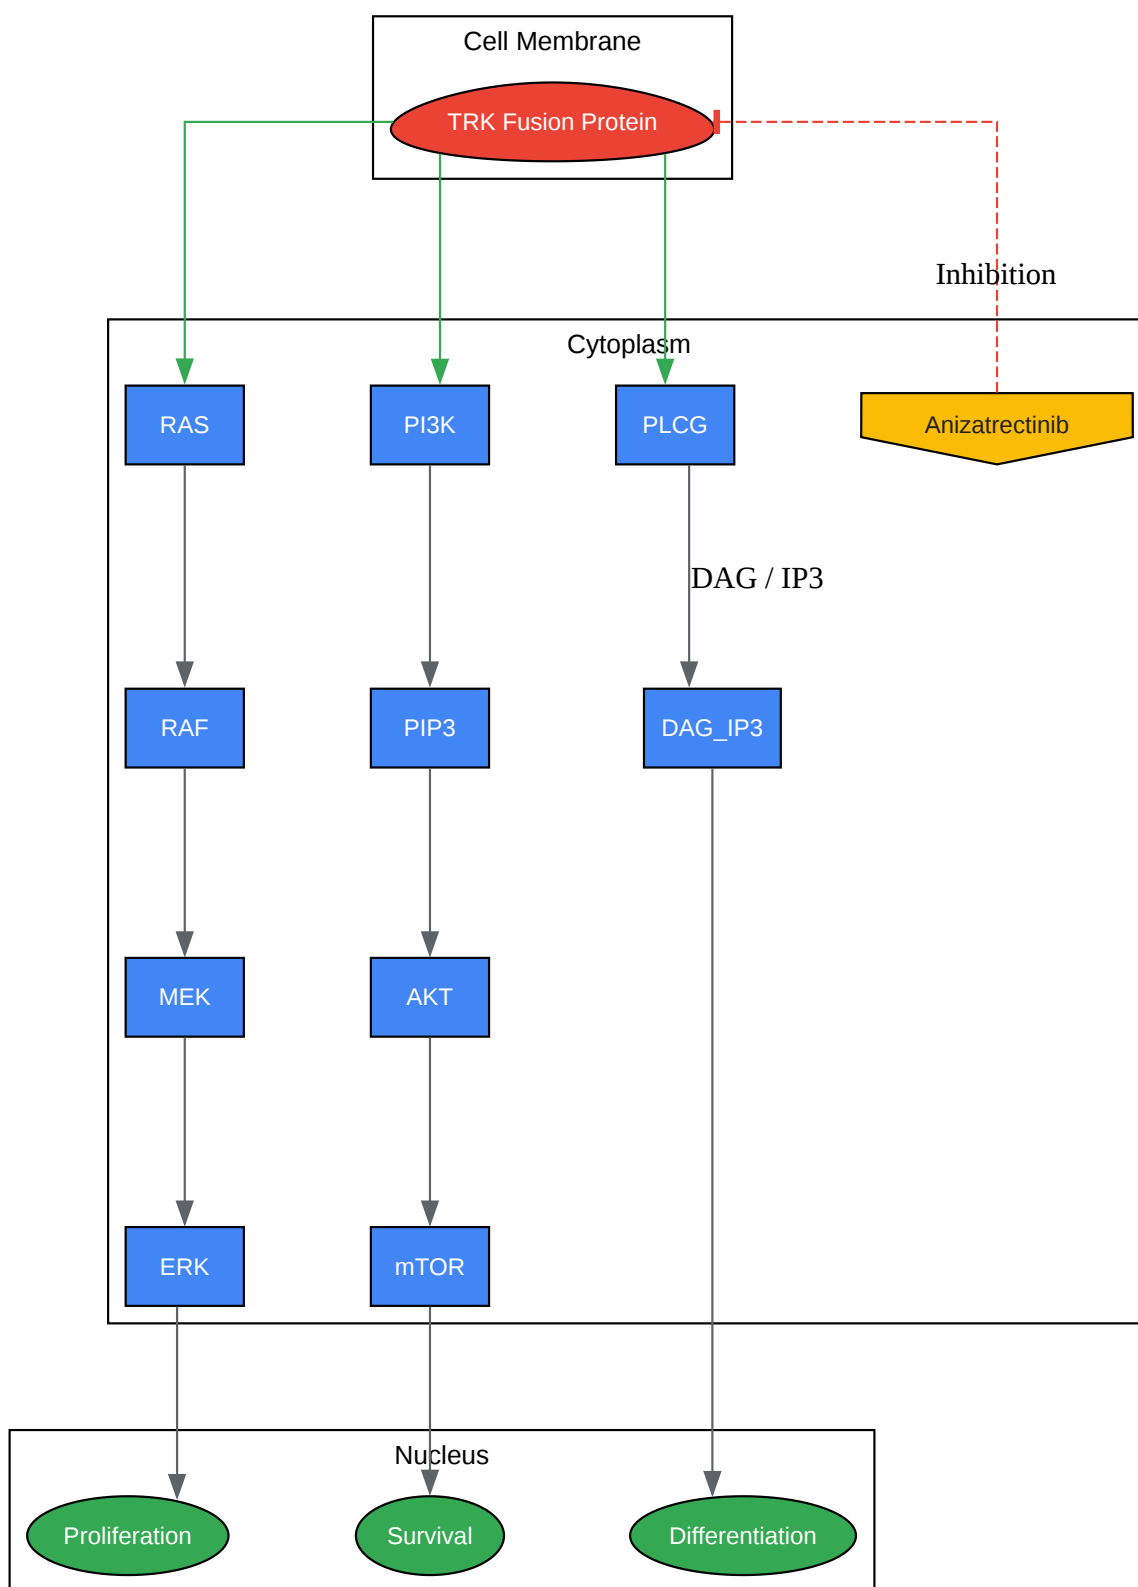 Cell Membrane
TRK Fusion Protein
Inhibition
Cytoplasm
RAS
PI3K
PLCG
Anizatrectinib
DAG / IP3
RAF
PIP3
DAG_IP3
MEK
AKT
ERK
mTOR
Nucleus
Proliferation
Survival
Differentiation